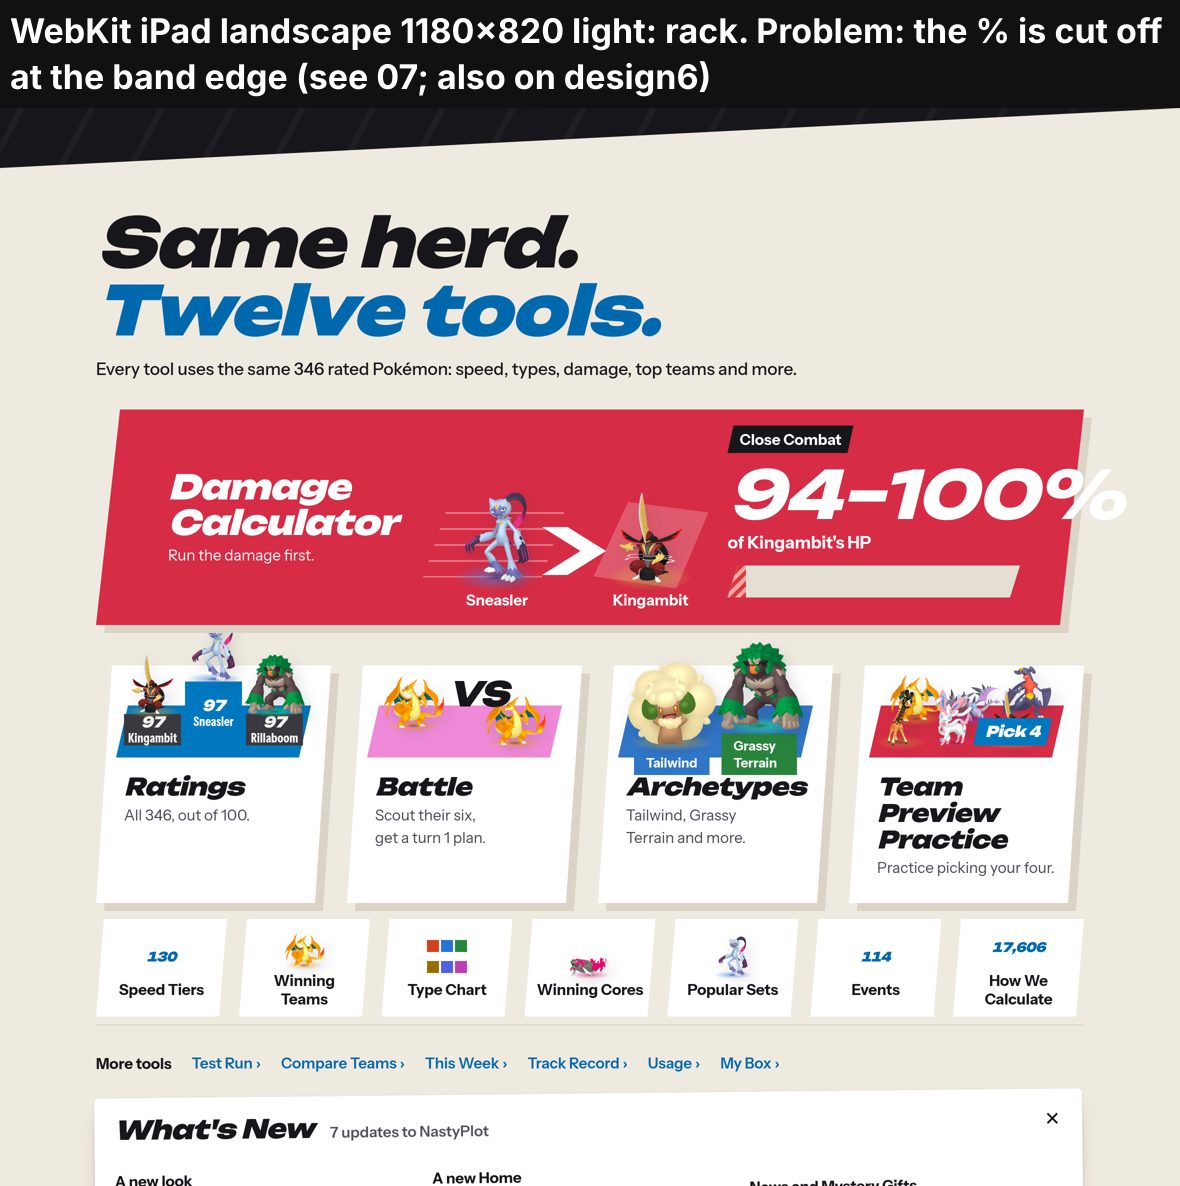 WebKit iPad landscape 1180×820 light: rack. Problem: the % is cut off
at the band edge (see 07; also on design6)
Same herd.
Twelve tools.
Every tool uses the same 346 rated Pokémon: speed, types, damage, top teams and more.
Damage
Calculator
Run the damage first.
Sneasler
Kingambit
Close Combat
94–100%
of Kingambit's HP
97
Kingambit
97
Sneasler
97
Rillaboom
Ratings
All 346, out of 100.
VS
Battle
Scout their six,
get a turn 1 plan.
Tailwind
Grassy
Terrain
Archetypes
Tailwind, Grassy
Terrain and more.
Pick 4
Team
Preview
Practice
Practice picking your four.
130
Speed Tiers
Winning
Teams
Type Chart
Winning Cores
Popular Sets
114
Events
17,606
How We
Calculate
More tools Test Run › Compare Teams › This Week › Track Record › Usage › My Box ›
What's New 7 updates to NastyPlot ✕
A new look
A new Home
News and Mystery Gifts